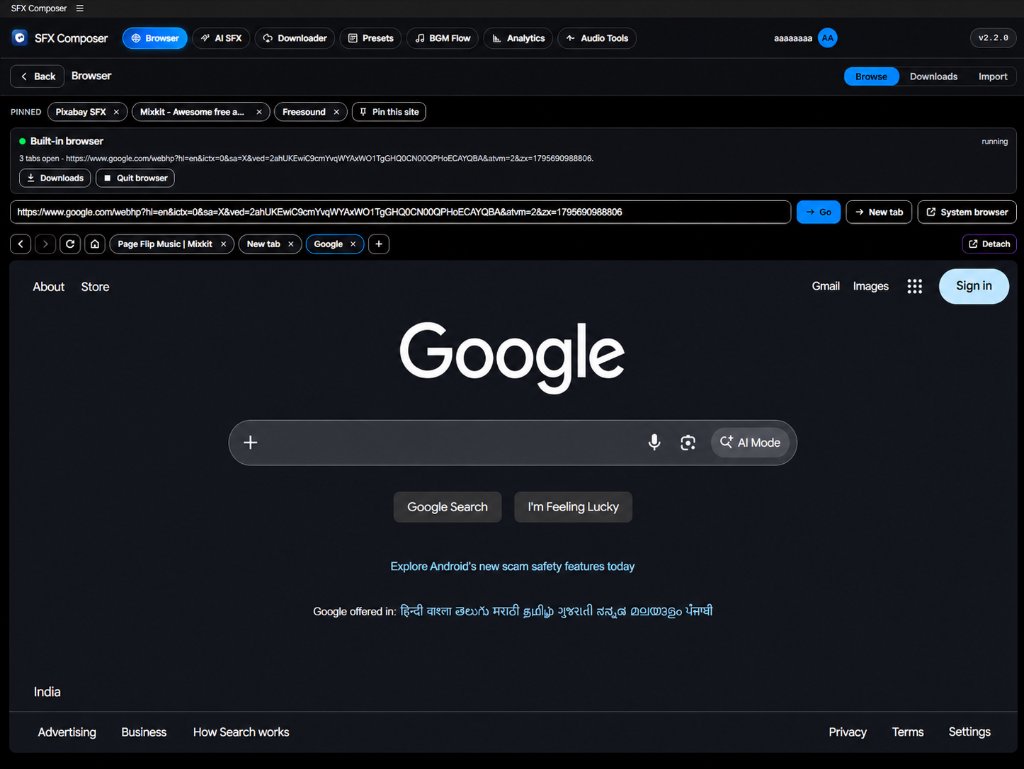 SFX Composer
SFX Composer Browser AI SFX Downloader Presets BGM Flow Analytics Audio Tools aaaaaaaa AA v2.2.0
Back Browser Browse Downloads Import
PINNED Pixabay SFX × Mixkit - Awesome free a... × Freesound × Pin this site
Built-in browser running
3 tabs open - https://www.google.com/webhp?hl=en&ictx=0&sa=X&ved=2ahUKEwiC9cmYvqWYAxWO1TgGHQ0CN00QPHoECAYQBA&atvm=2&zx=1795690988806.
Downloads Quit browser
https://www.google.com/webhp?hl=en&ictx=0&sa=X&ved=2ahUKEwiC9cmYvqWYAxWO1TgGHQ0CN00QPHoECAYQBA&atvm=2&zx=1795690988806 Go New tab System browser
Page Flip Music | Mixkit × New tab × Google × + Detach
About Store Gmail Images Sign in
Google
AI Mode
Google Search I'm Feeling Lucky
Explore Android's new scam safety features today
Google offered in: हिन्दी বাংলা తెలుగు मराठी தமிழ் ગુજરાતી ಕನ್ನಡ മലയാളം ਪੰਜਾਬੀ
India
Advertising Business How Search works Privacy Terms Settings